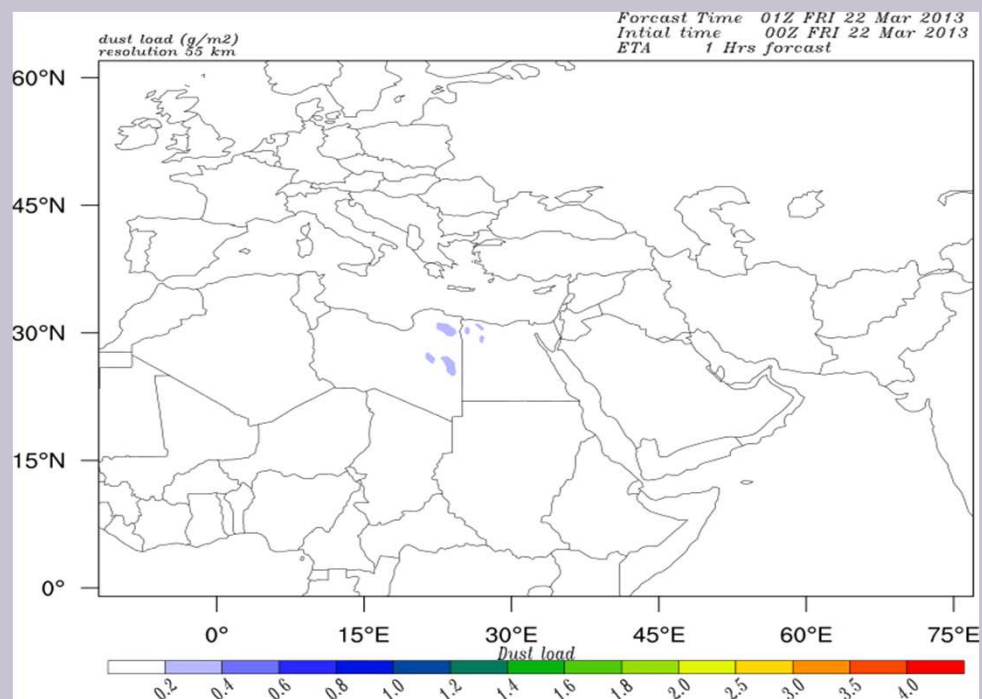 Forcast Time 01Z FRI 22 Mar 2013
Intial time 00Z FRI 22 Mar 2013
ETA 1 Hrs forcast
dust load (g/m2)
resolution 55 km
60°N
45°N
30°N
15°N
0°
0° 15°E 30°E 45°E 60°E 75°E
Dust load
0.2 0.4 0.6 0.8 1.0 1.2 1.4 1.6 1.8 2.0 2.5 3.0 3.5 4.0